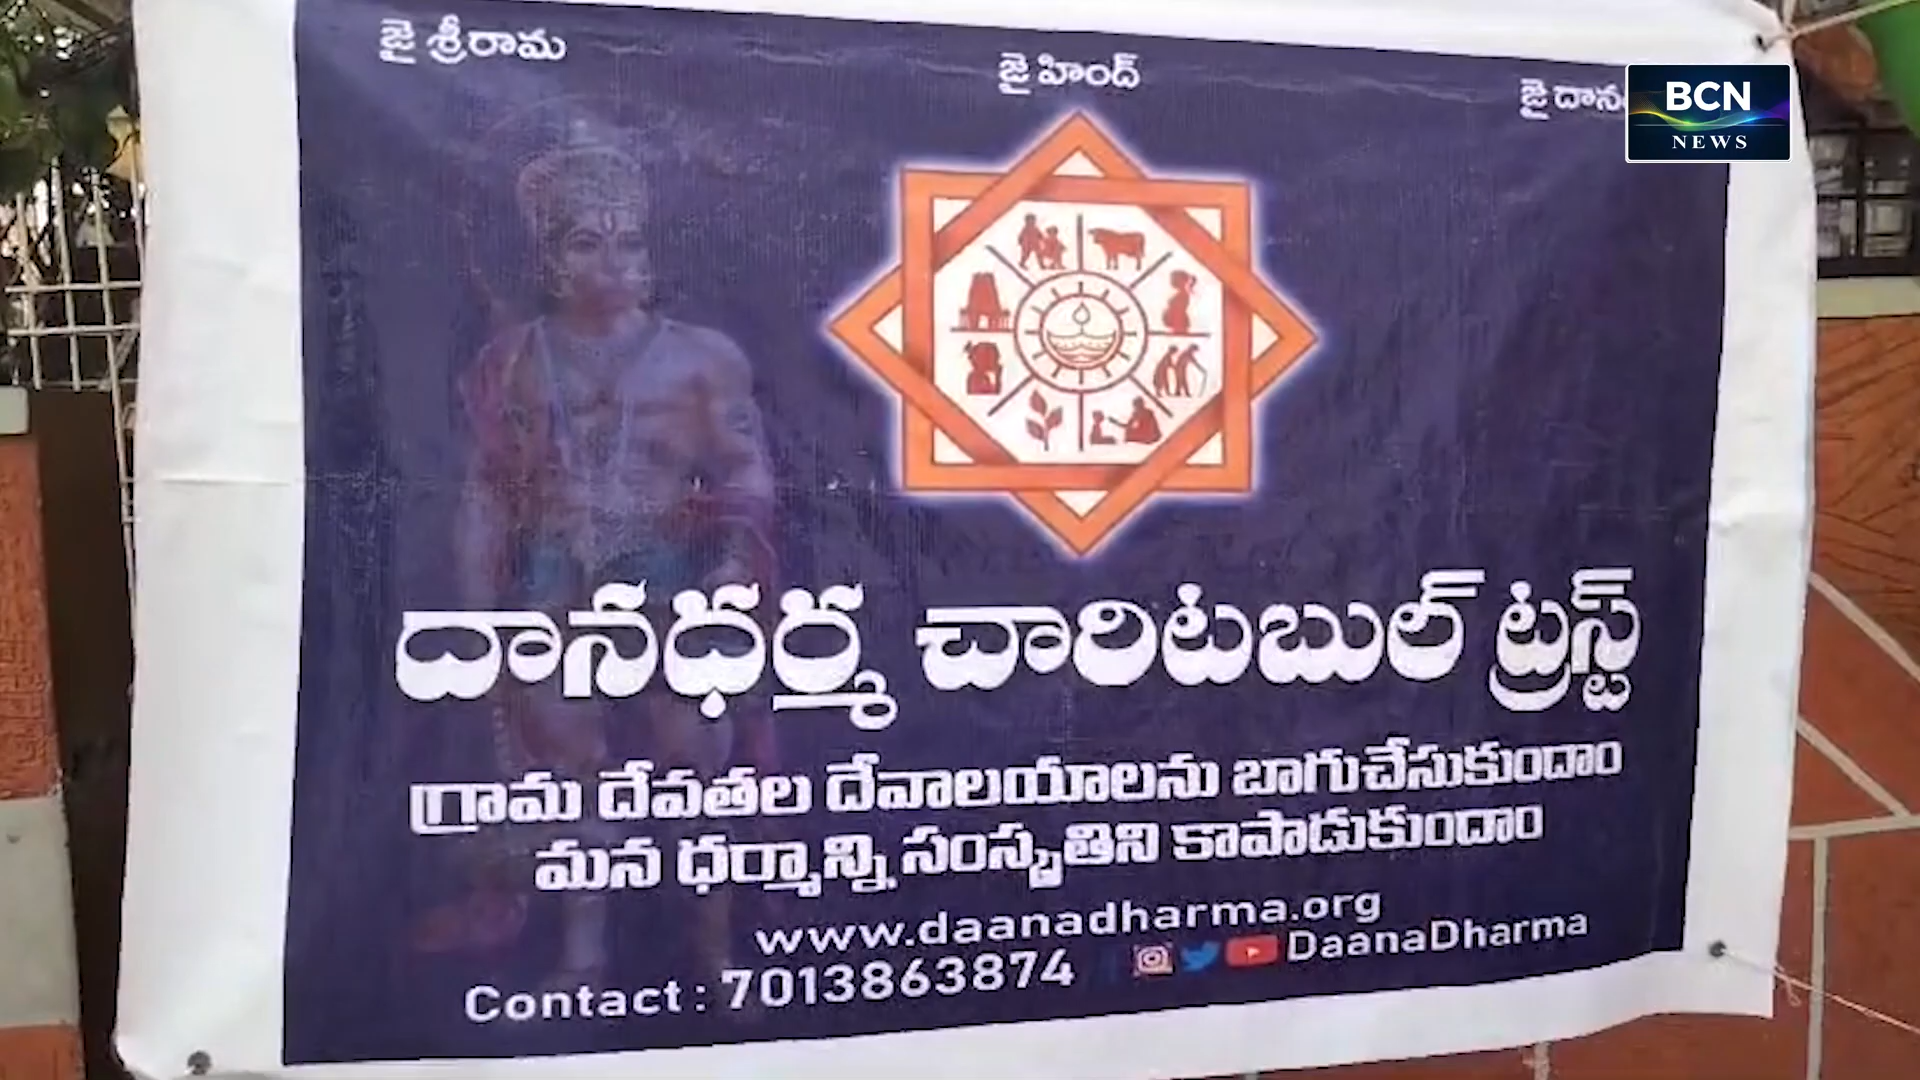 జై శ్రీరామ
జై హింద్
జై
BCN
NEWS
దానధర్మ చారిటబుల్ ట్రస్ట్
గ్రామ దేవతల దేవాలయాలను బాగుచేసుకుందాం
మన ధర్మాన్ని సంస్కృతిని కాపాడుకుందాం
www.daanadharma.org
Contact : 7013863874 DaanaDharma